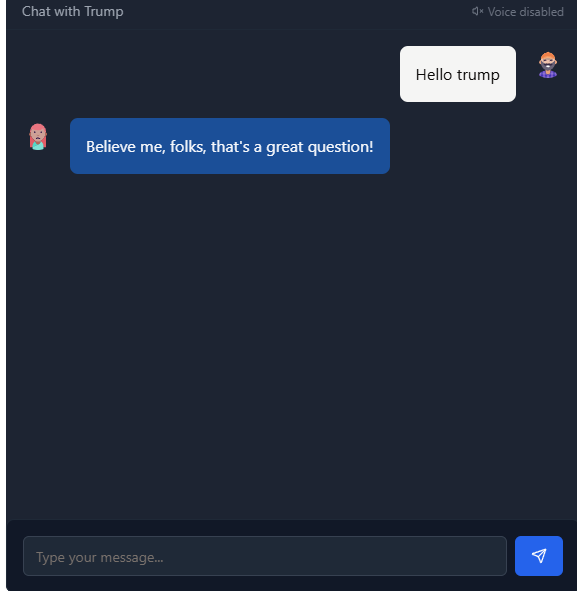 Chat with Trump
Voice disabled
Hello trump
Believe me, folks, that's a great question!
Type your message...